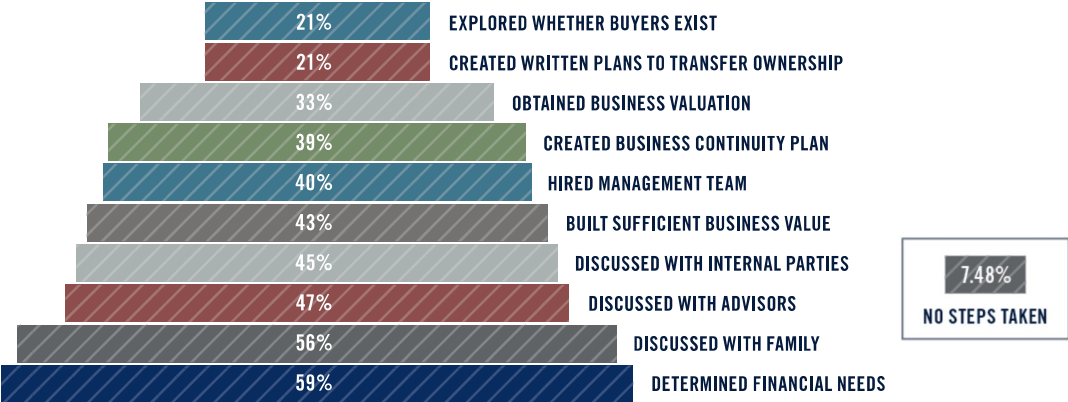 21% EXPLORED WHETHER BUYERS EXIST
21% CREATED WRITTEN PLANS TO TRANSFER OWNERSHIP
33% OBTAINED BUSINESS VALUATION
39% CREATED BUSINESS CONTINUITY PLAN
40% HIRED MANAGEMENT TEAM
43% BUILT SUFFICIENT BUSINESS VALUE
45% DISCUSSED WITH INTERNAL PARTIES
47% DISCUSSED WITH ADVISORS
56% DISCUSSED WITH FAMILY
59% DETERMINED FINANCIAL NEEDS
7.48%
NO STEPS TAKEN